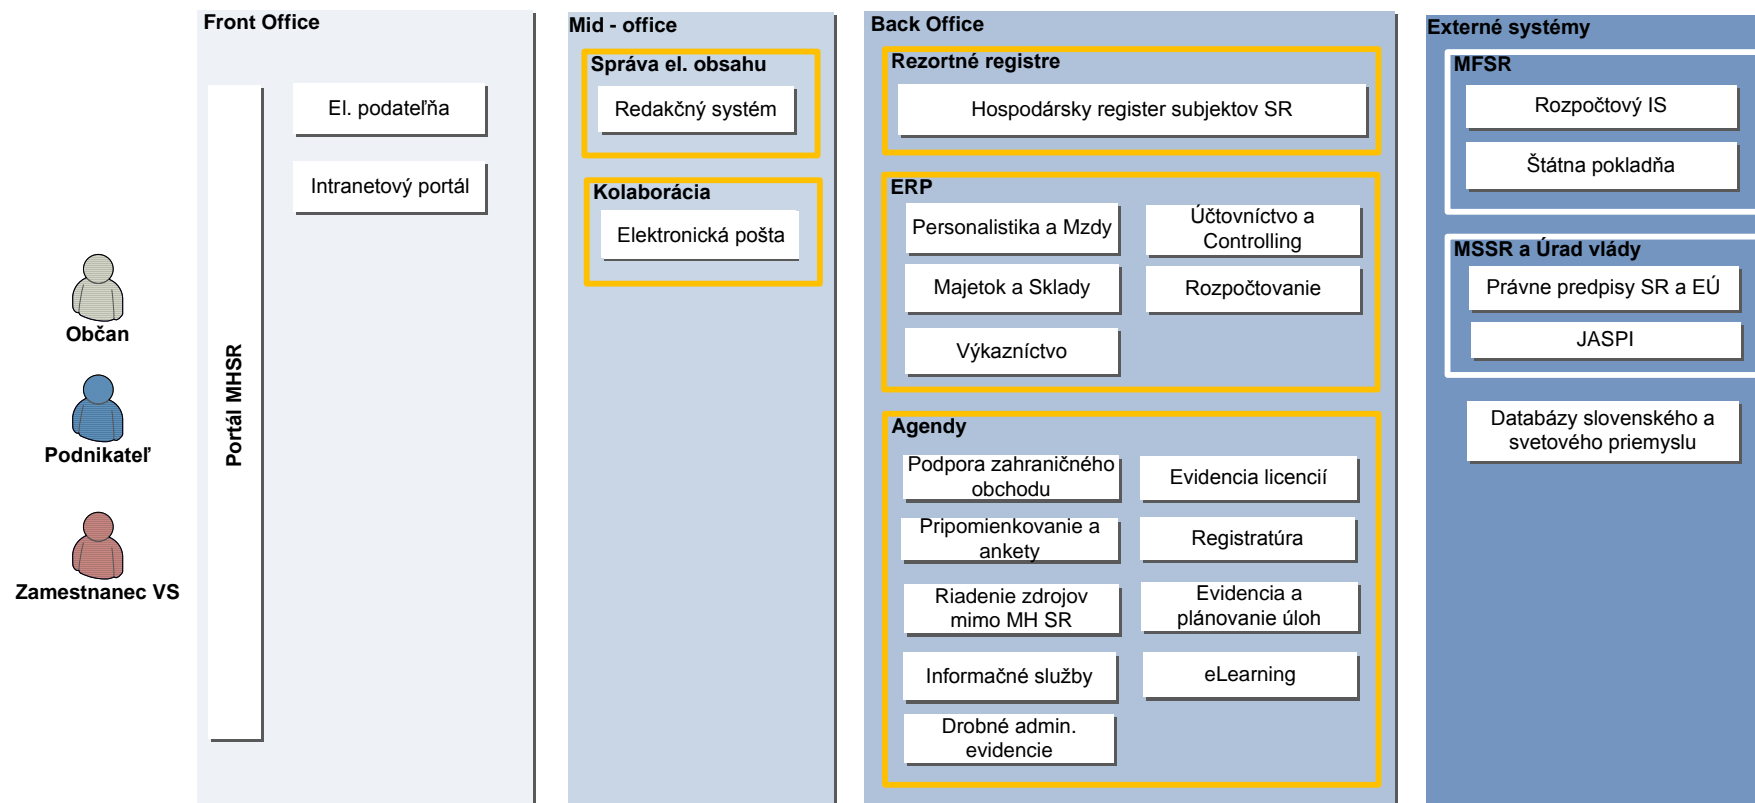 Občan
Podnikateľ
Zamestnanec VS
Front Office
Portál MHSR
El. podateľňa
Intranetový portál
Mid - office
Správa el. obsahu
Redakčný systém
Kolaborácia
Elektronická pošta
Back Office
Rezortné registre
Hospodársky register subjektov SR
ERP
Personalistika a Mzdy
Účtovníctvo a
Controlling
Majetok a Sklady
Rozpočtovanie
Výkazníctvo
Agendy
Podpora zahraničného
obchodu
Evidencia licencií
Pripomienkovanie a
ankety
Registratúra
Riadenie zdrojov
mimo MH SR
Evidencia a
plánovanie úloh
Informačné služby
eLearning
Drobné admin.
evidencie
Externé systémy
MFSR
Rozpočtový IS
Štátna pokladňa
MSSR a Úrad vlády
Právne predpisy SR a EÚ
JASPI
Databázy slovenského a
svetového priemyslu